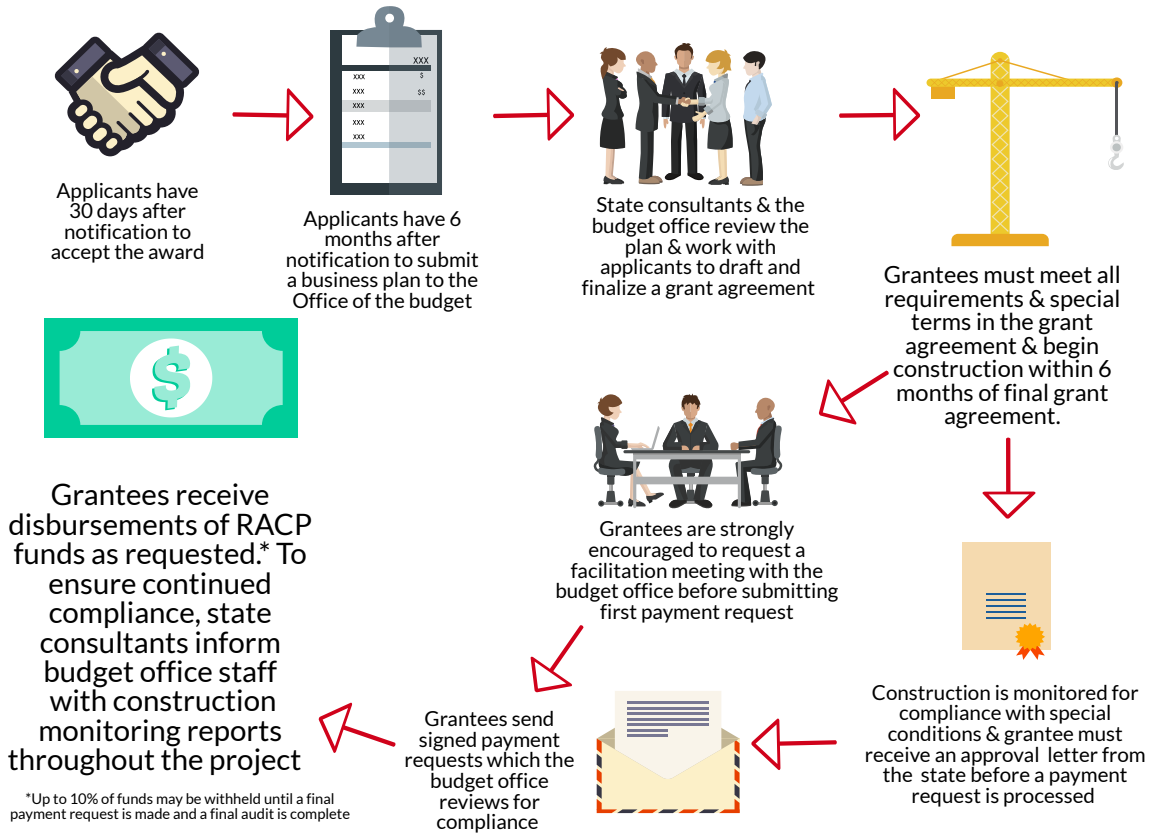 Applicants have
30 days after
notification to
accept the award
XXX
xxx
$
xxx
$$
xxx
xxx
xxx
Applicants have 6
months after
notification to submit
a business plan to the
Office of the budget
State consultants & the
budget office review the
plan & work with
applicants to draft and
finalize a grant agreement
Grantees must meet all
requirements & special
terms in the grant
agreement & begin
construction within 6
months of final grant
agreement.
Grantees are strongly
encouraged to request a
facilitation meeting with the
budget office before submitting
first payment request
Construction is monitored for
compliance with special
conditions & grantee must
receive an approval letter from
the state before a payment
request is processed
Grantees send
signed payment
requests which the
budget office
reviews for
compliance
$
Grantees receive
disbursements of RACP
funds as requested.* To
ensure continued
compliance, state
consultants inform
budget office staff
with construction
monitoring reports
throughout the project
*Up to 10% of funds may be withheld until a final
payment request is made and a final audit is complete